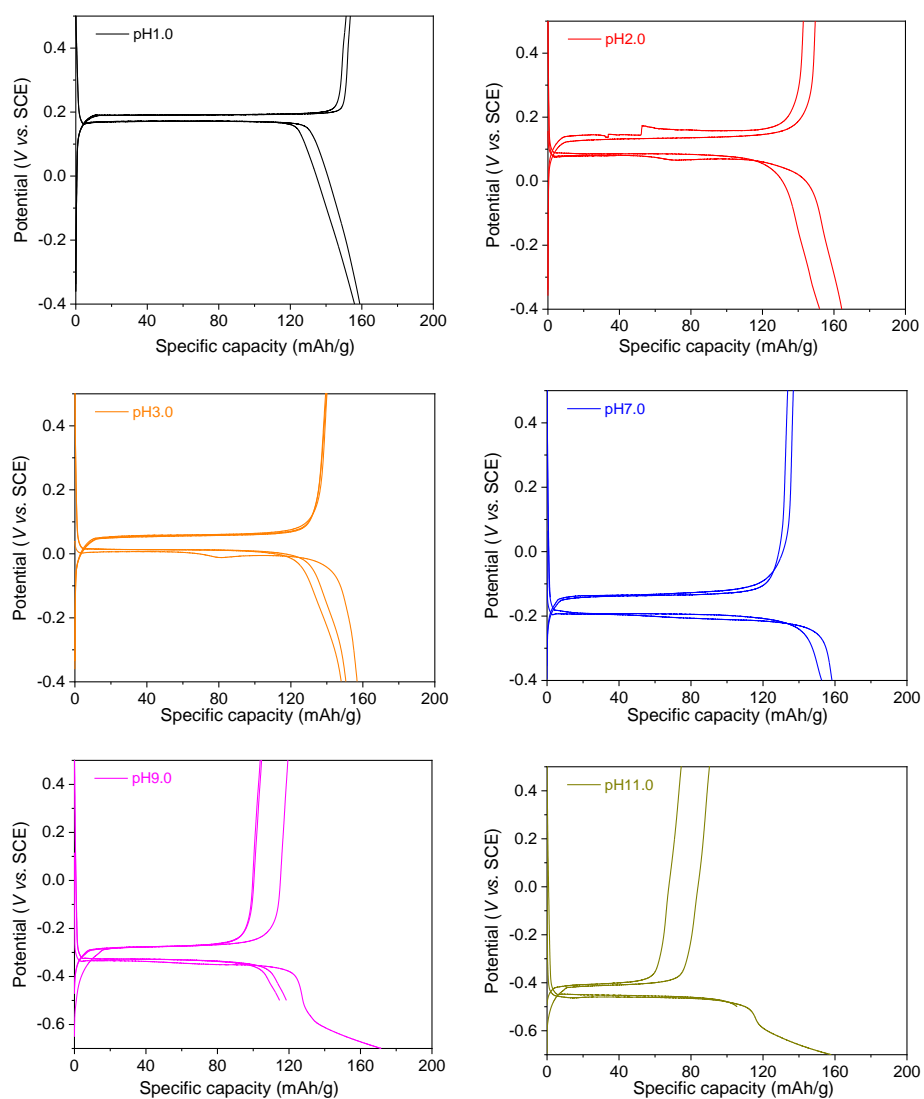 pH1.0
0.4
0.2
0.0
-0.2
-0.4
0 40 80 120 160 200
Potential (V vs. SCE)
Specific capacity (mAh/g)
pH2.0
0.4
0.2
0.0
-0.2
-0.4
0 40 80 120 160 200
Potential (V vs. SCE)
Specific capacity (mAh/g)
pH3.0
0.4
0.2
0.0
-0.2
-0.4
0 40 80 120 160 200
Potential (V vs. SCE)
Specific capacity (mAh/g)
pH7.0
0.4
0.2
0.0
-0.2
-0.4
0 40 80 120 160 200
Potential (V vs. SCE)
Specific capacity (mAh/g)
pH9.0
0.4
0.2
0.0
-0.2
-0.4
-0.6
0 40 80 120 160 200
Potential (V vs. SCE)
Specific capacity (mAh/g)
pH11.0
0.4
0.2
0.0
-0.2
-0.4
-0.6
0 40 80 120 160 200
Potential (V vs. SCE)
Specific capacity (mAh/g)